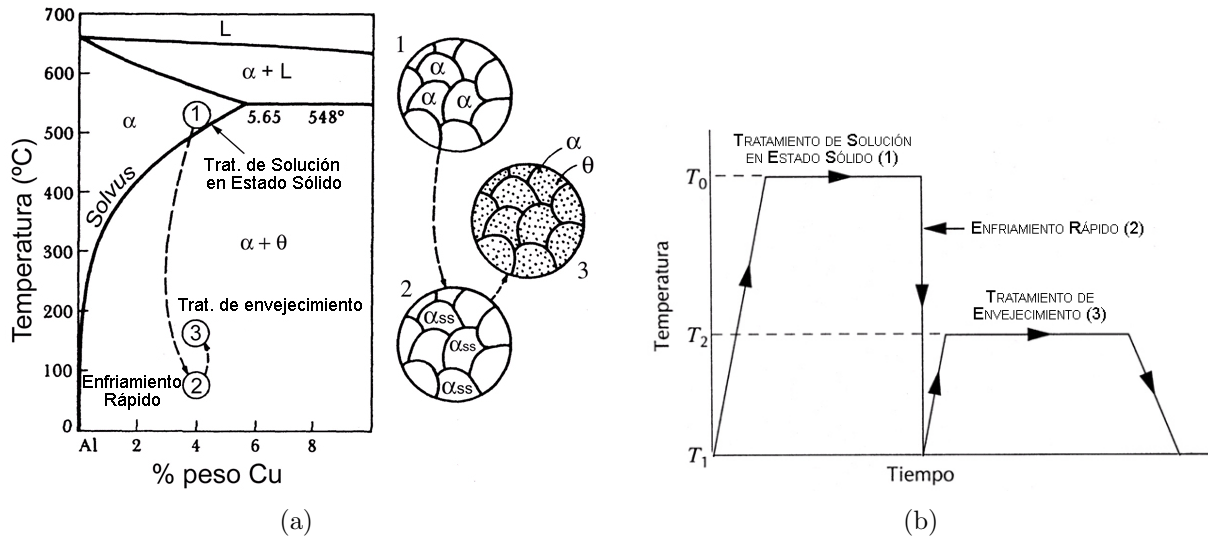 700
600
500
400
300
200
100
0
Temperatura (ºC)
L
α + L
α
1
5.65 548°
Trat. de Solución
en Estado Sólido
Solvus
α + θ
Trat. de envejecimiento
3
Enfriamiento
Rápido
2
Al 2 4 6 8
% peso Cu
1
α
α α
α
θ
3
2
αss
αss
αss
αss
(a)
Temperatura
T0
T2
T1
Tratamiento de Solución
en Estado Sólido (1)
Enfriamiento Rápido (2)
Tratamiento de
Envejecimiento (3)
Tiempo
(b)